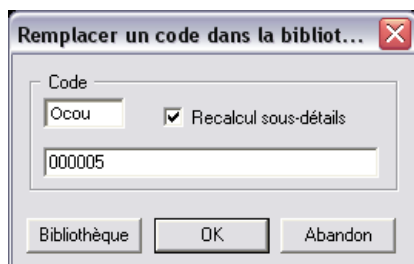 Remplacer un code dans la bibliot...
Code
Ocou
Recalcul sous-détails
000005
Bibliothèque
OK
Abandon